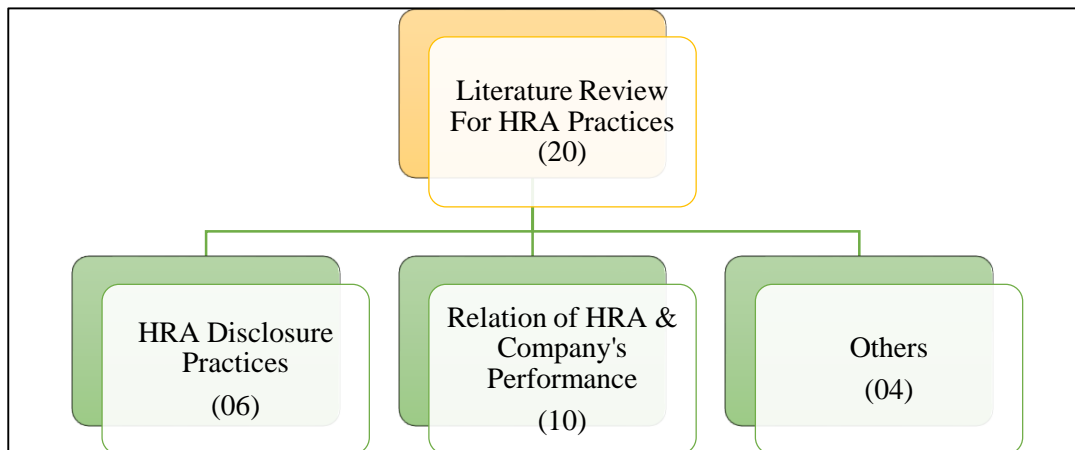 Literature Review
For HRA Practices
(20)
HRA Disclosure
Practices
(06)
Relation of HRA &
Company's
Performance
(10)
Others
(04)